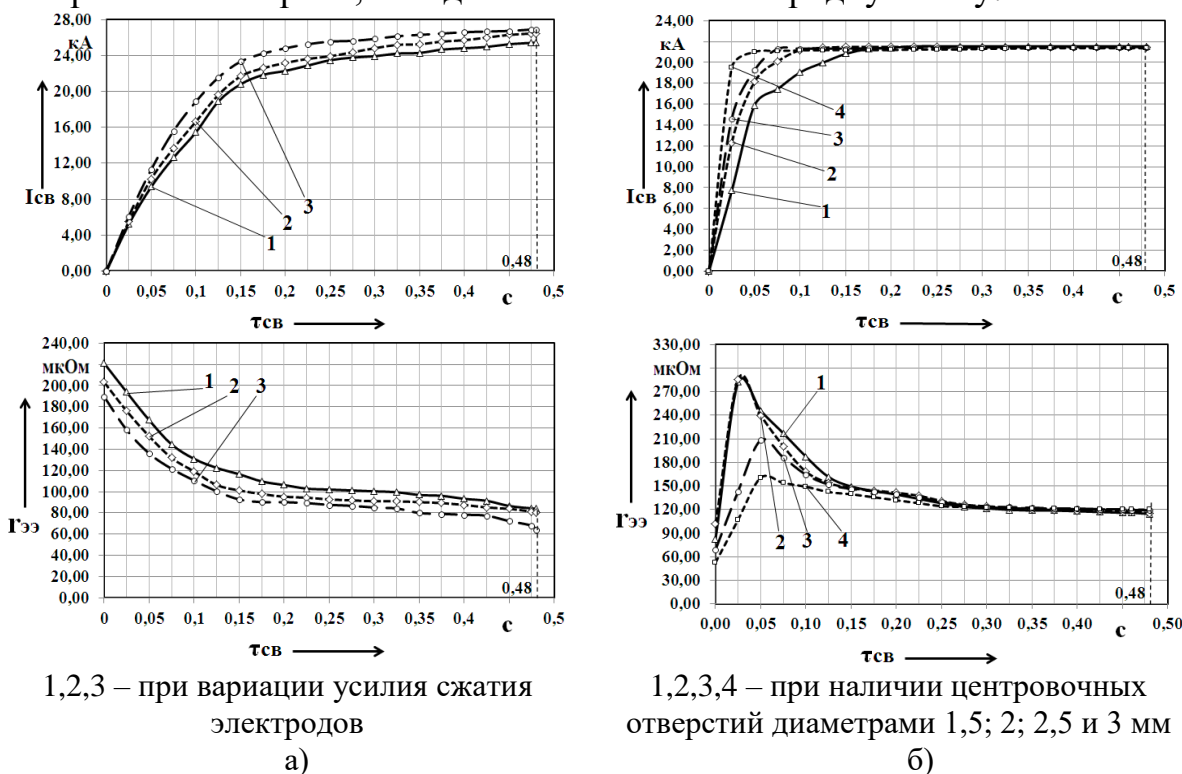 28,00
кА
24,00
20,00
16,00
12,00
8,00
4,00
0,00
Iсв
1
2
3
0,48
0 0,05 0,1 0,15 0,2 0,25 0,3 0,35 0,4 с 0,5
τсв
24,00
кА
20,00
18,00
16,00
14,00
12,00
10,00
8,00
6,00
4,00
2,00
0,00
Iсв
4
3
2
1
0,48
0 0,05 0,1 0,15 0,2 0,25 0,3 0,35 0,4 с 0,5
τсв
240,00
мкОм
200,00
180,00
160,00
140,00
120,00
100,00
80,00
60,00
40,00
20,00
0,00
rээ
1 2 3
0,48
0 0,05 0,1 0,15 0,2 0,25 0,3 0,35 0,4 с 0,5
τсв
330,00
мкОм
270,00
240,00
210,00
180,00
150,00
120,00
90,00
60,00
30,00
0,00
rээ
1
2 3 4
0,48
0,00 0,05 0,10 0,15 0,20 0,25 0,30 0,35 0,40 с 0,50
τсв
1,2,3 – при вариации усилия сжатия
электродов
а)
1,2,3,4 – при наличии центровочных
отверстий диаметрами 1,5; 2; 2,5 и 3 мм
б)